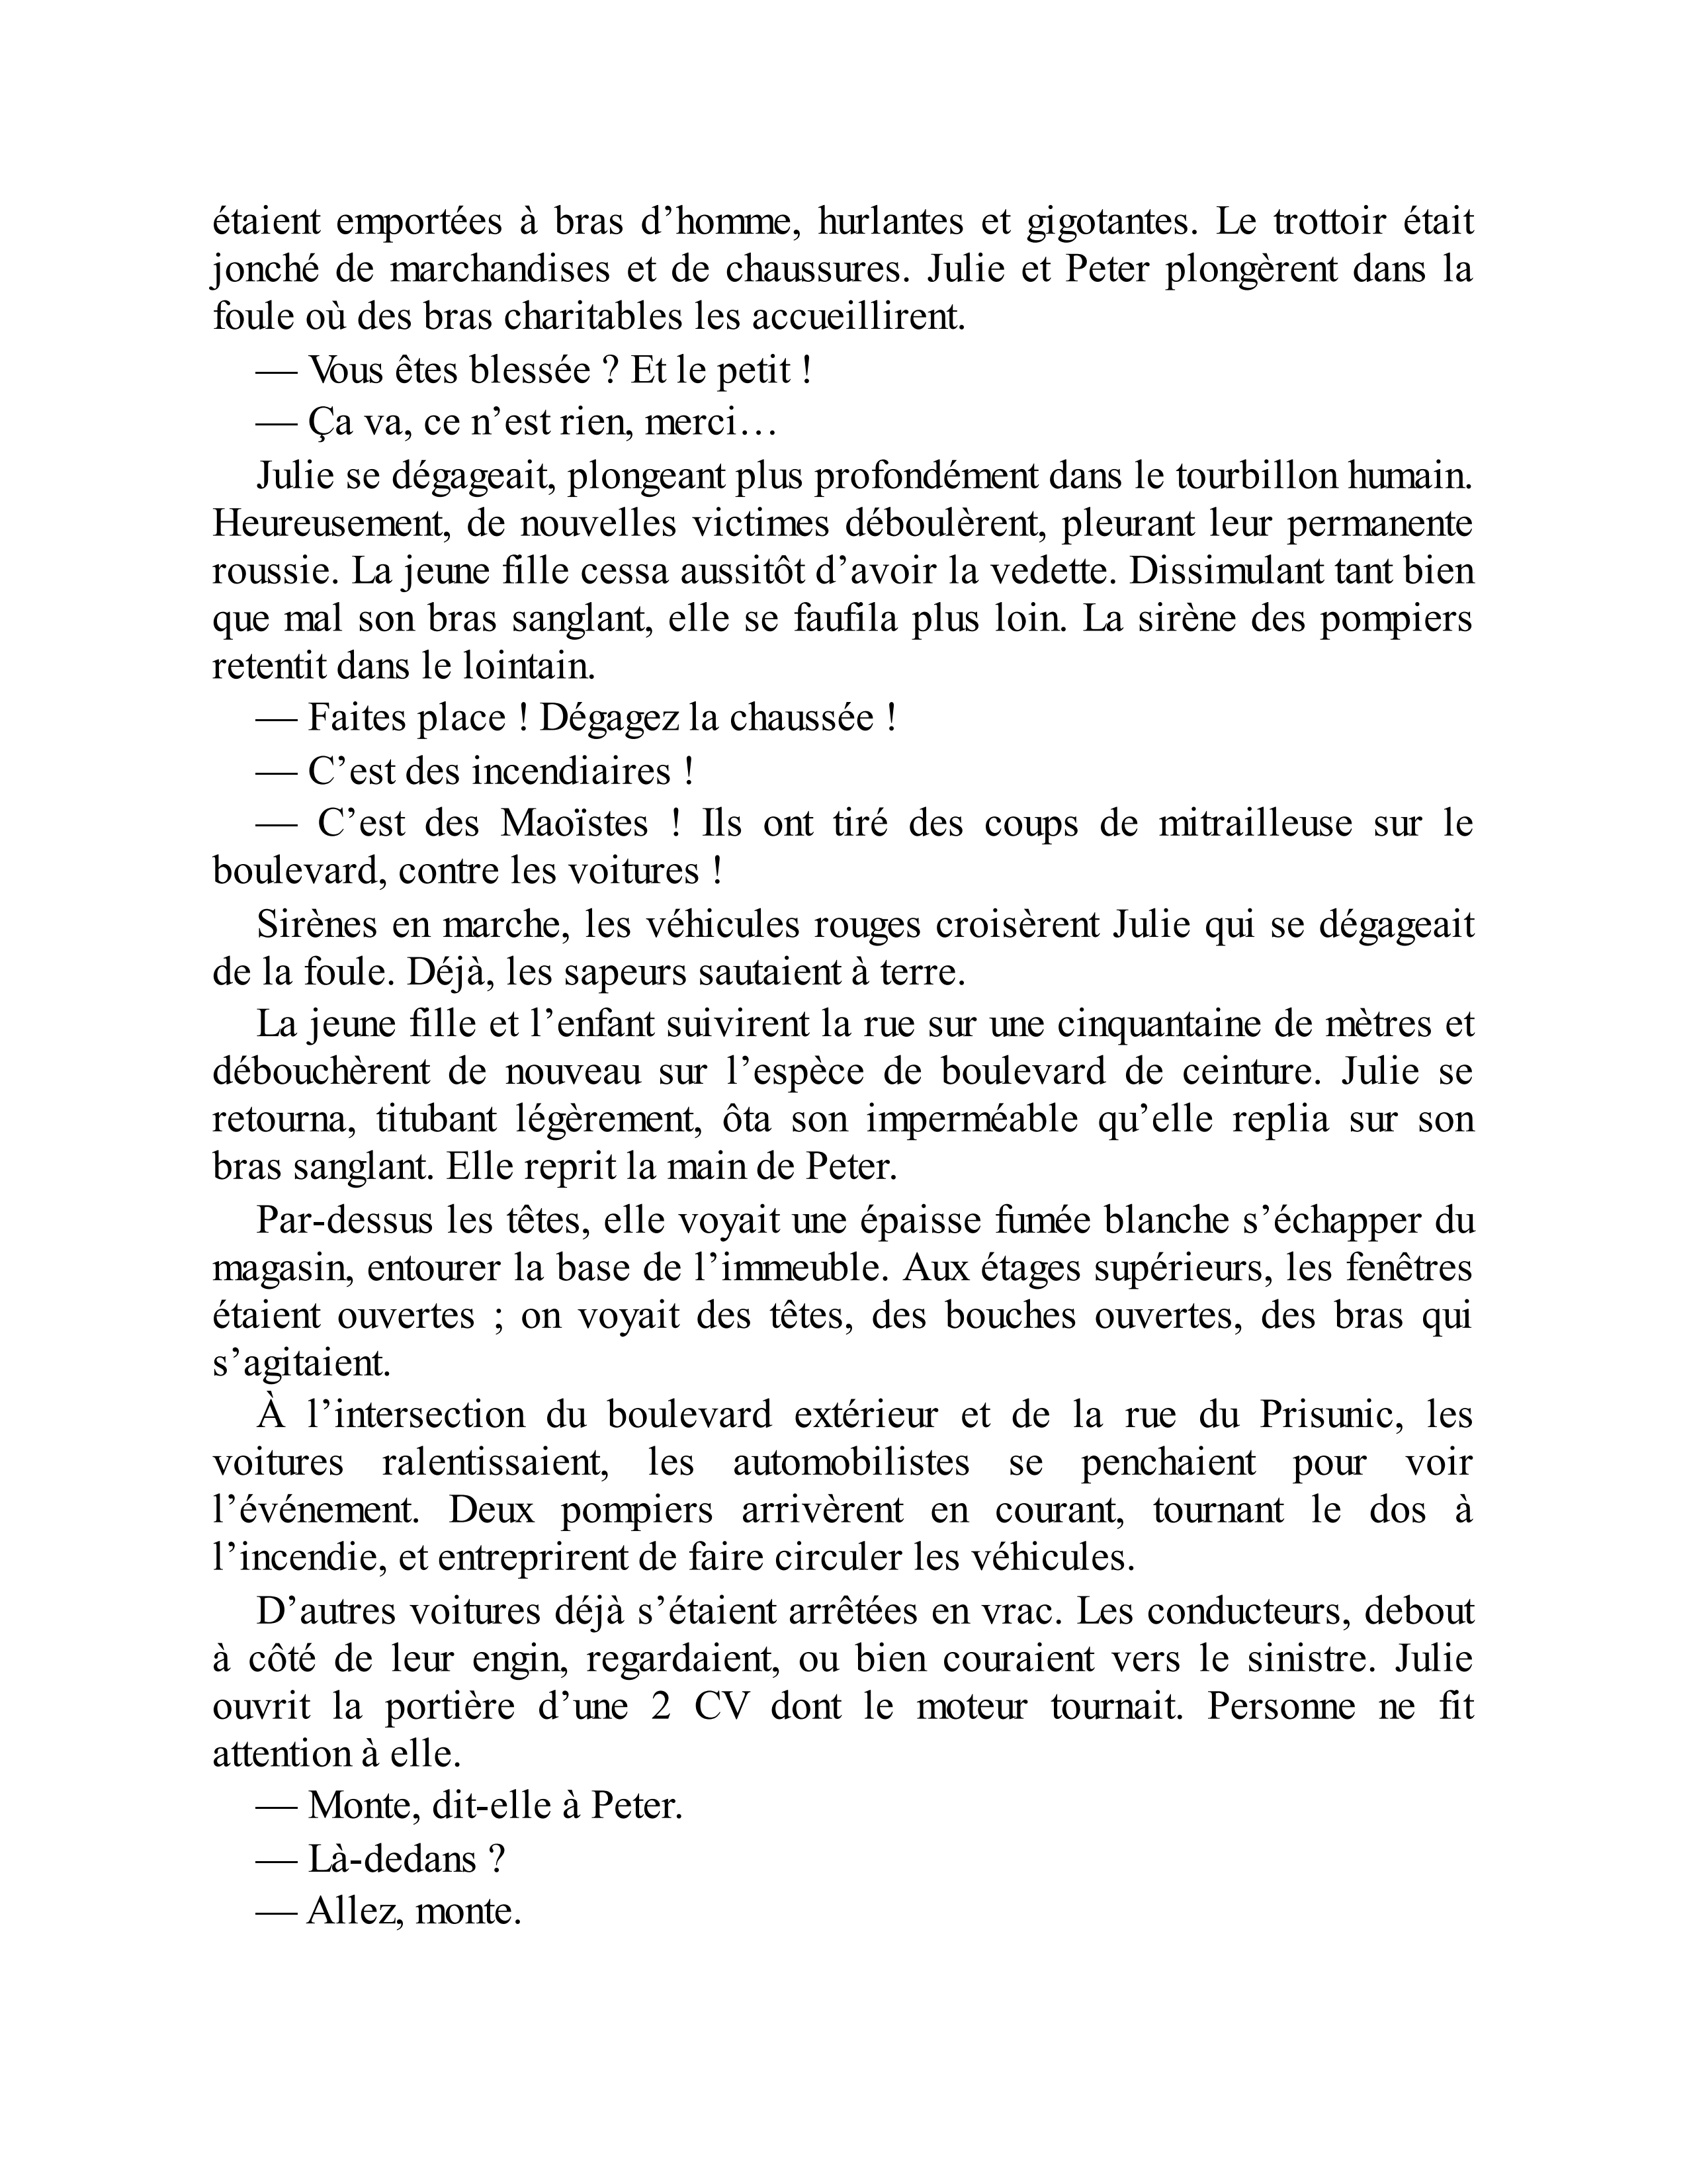 étaient emportées à bras d’homme, hurlantes et gigotantes. Le trottoir était
jonché de marchandises et de chaussures. Julie et Peter plongèrent dans la
foule où des bras charitables les accueillirent.
— Vous êtes blessée ? Et le petit !
— Ça va, ce n’est rien, merci…
Julie se dégageait, plongeant plus profondément dans le tourbillon humain.
Heureusement, de nouvelles victimes déboulèrent, pleurant leur permanente
roussie. La jeune fille cessa aussitôt d’avoir la vedette. Dissimulant tant bien
que mal son bras sanglant, elle se faufila plus loin. La sirène des pompiers
retentit dans le lointain.
— Faites place ! Dégagez la chaussée !
— C’est des incendiaires !
— C’est des Maoïstes ! Ils ont tiré des coups de mitrailleuse sur le
boulevard, contre les voitures !
Sirènes en marche, les véhicules rouges croisèrent Julie qui se dégageait
de la foule. Déjà, les sapeurs sautaient à terre.
La jeune fille et l’enfant suivirent la rue sur une cinquantaine de mètres et
débouchèrent de nouveau sur l’espèce de boulevard de ceinture. Julie se
retourna, titubant légèrement, ôta son imperméable qu’elle replia sur son
bras sanglant. Elle reprit la main de Peter.
Par-dessus les têtes, elle voyait une épaisse fumée blanche s’échapper du
magasin, entourer la base de l’immeuble. Aux étages supérieurs, les fenêtres
étaient ouvertes ; on voyait des têtes, des bouches ouvertes, des bras qui
s’agitaient.
À l’intersection du boulevard extérieur et de la rue du Prisunic, les
voitures ralentissaient, les automobilistes se penchaient pour voir
l’événement. Deux pompiers arrivèrent en courant, tournant le dos à
l’incendie, et entreprirent de faire circuler les véhicules.
D’autres voitures déjà s’étaient arrêtées en vrac. Les conducteurs, debout
à côté de leur engin, regardaient, ou bien couraient vers le sinistre. Julie
ouvrit la portière d’une 2 CV dont le moteur tournait. Personne ne fit
attention à elle.
— Monte, dit-elle à Peter.
— Là-dedans ?
— Allez, monte.